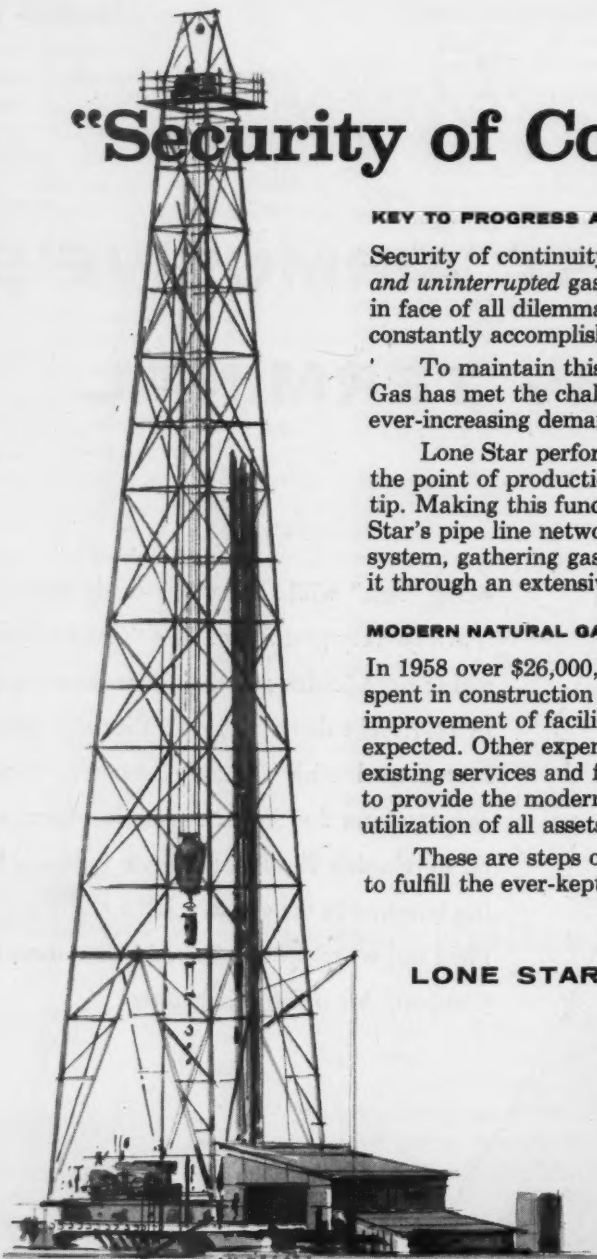 “Security of Co
KEY TO PROGRESS A
Security of continuity
and uninterrupted gas
in face of all dilemma
constantly accomplish
To maintain this
Gas has met the chal
ever-increasing dema
Lone Star perfor
the point of producti
tip. Making this func
Star's pipe line netwo
system, gathering gas
it through an extensiv
MODERN NATURAL GA
In 1958 over $26,000,
spent in construction
improvement of facili
expected. Other exper
existing services and f
to provide the modern
utilization of all assets
These are steps o
to fulfill the ever-kept
LONE STAR